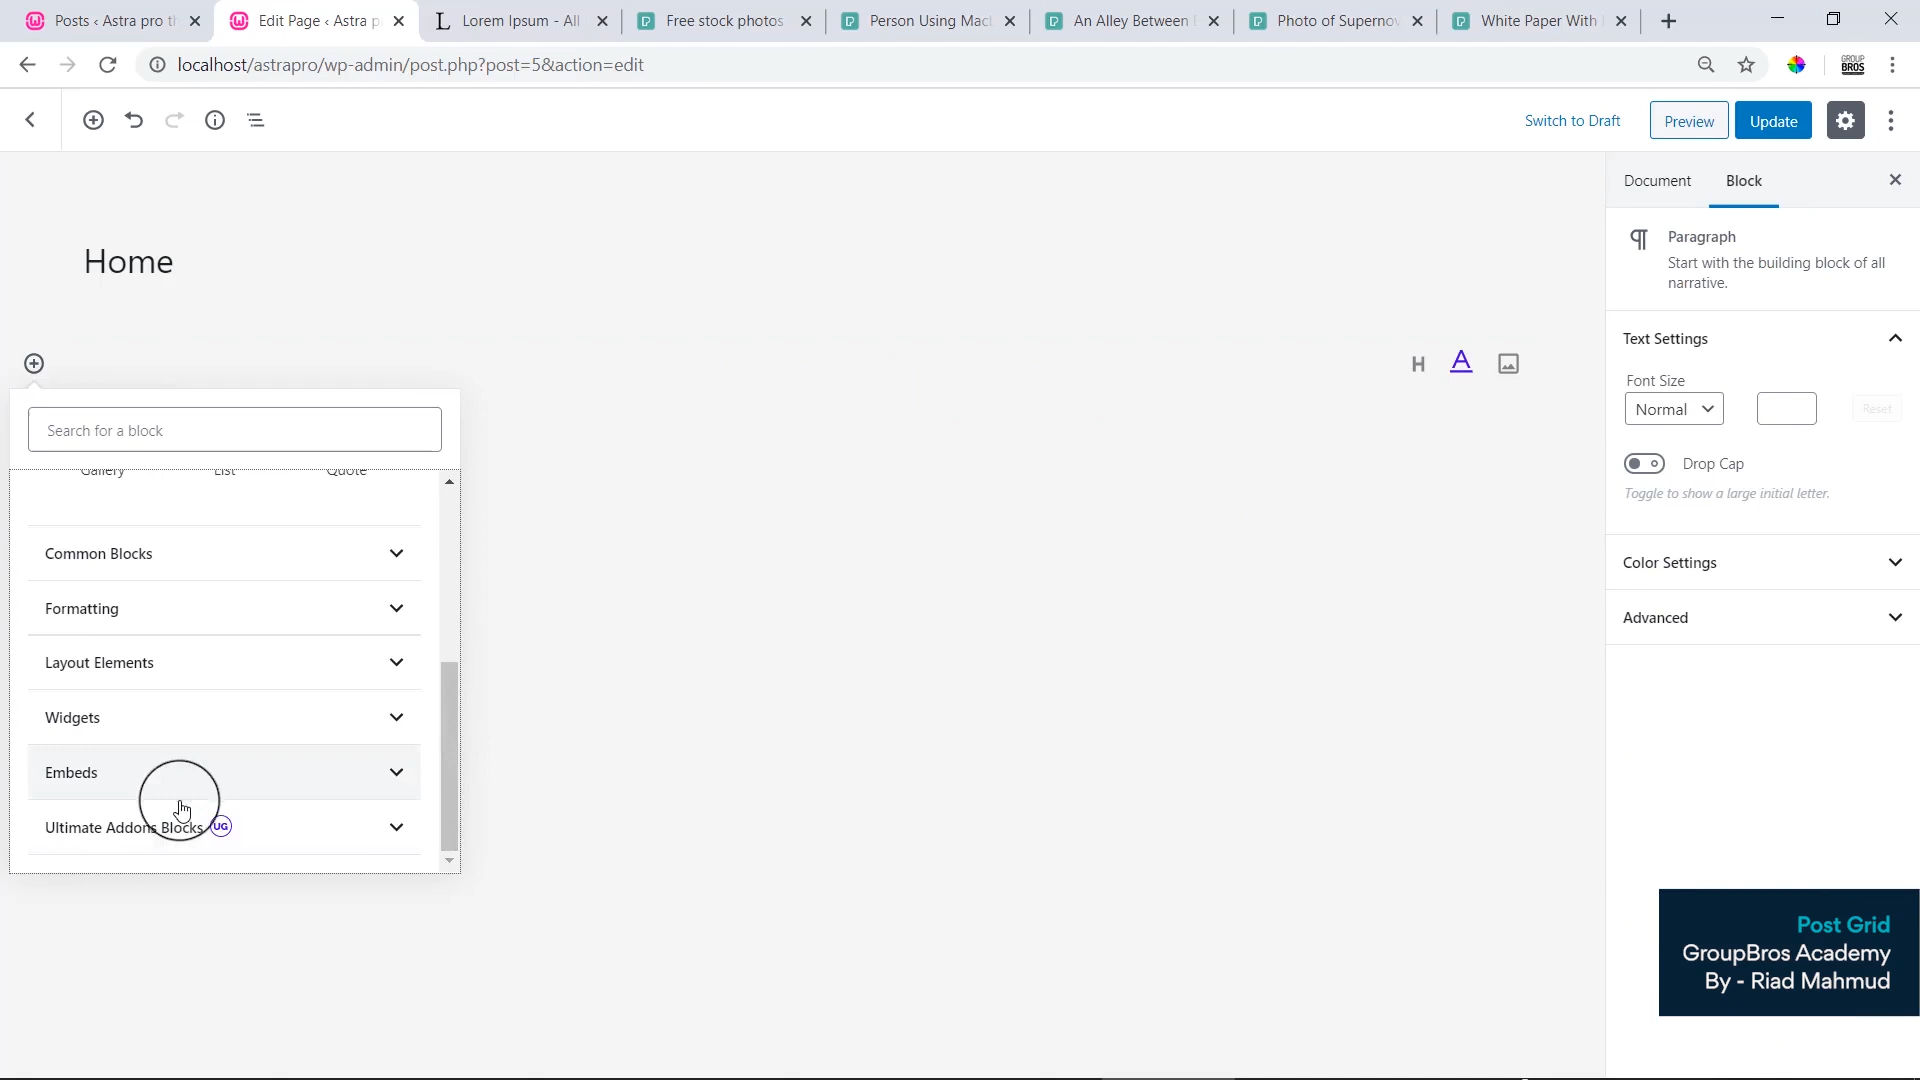 Posts ‹ Astra pro th
Edit Page ‹ Astra p
Lorem Ipsum - All
Free stock photos
Person Using Mac
An Alley Between
Photo of Supernov
White Paper With
localhost/astrapro/wp-admin/post.php?post=5&action=edit
GROUP
BROS
Switch to Draft
Preview
Update
Document
Block
Home
Paragraph
Start with the building block of all
narrative.
H
A
Search for a block
Gallery
List
Quote
Common Blocks
Formatting
Layout Elements
Widgets
Embeds
Ultimate Addons Blocks UG
Text Settings
Font Size
Normal
Reset
Drop Cap
Toggle to show a large initial letter.
Color Settings
Advanced
Post Grid
GroupBros Academy
By - Riad Mahmud